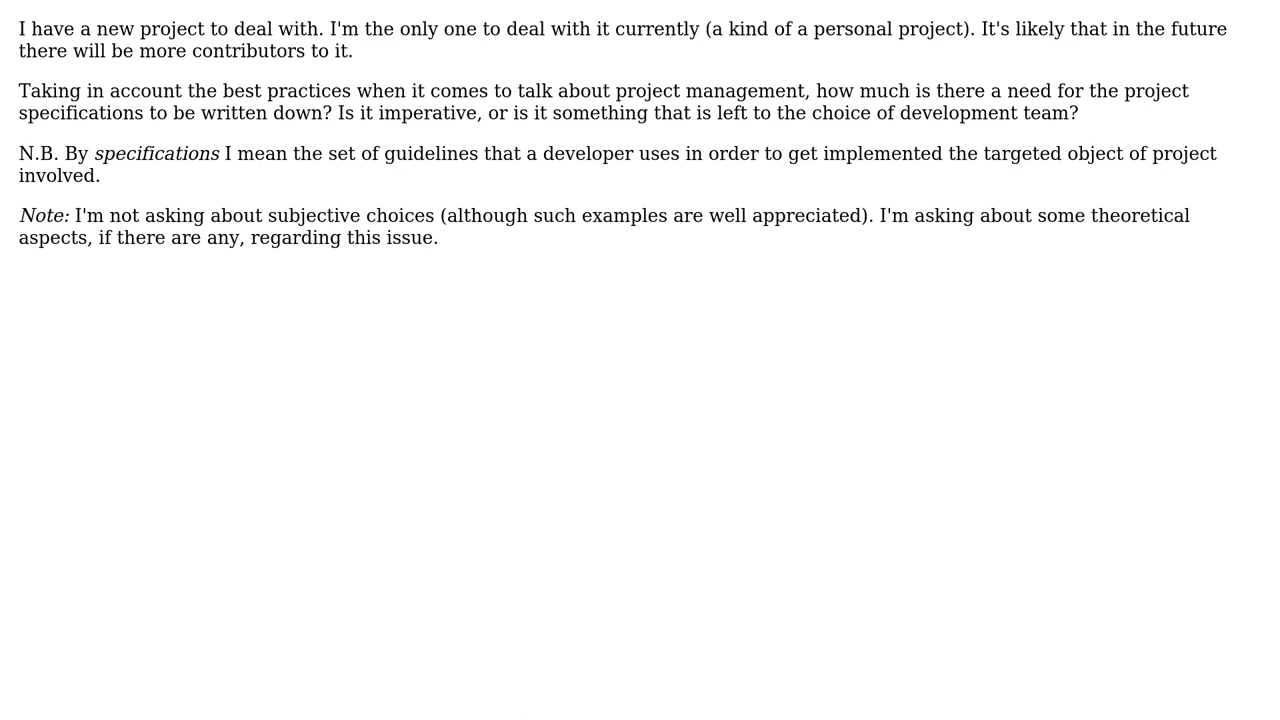 I have a new project to deal with. I'm the only one to deal with it currently (a kind of a personal project). It's likely that in the future
there will be more contributors to it.
Taking in account the best practices when it comes to talk about project management, how much is there a need for the project
specifications to be written down? Is it imperative, or is it something that is left to the choice of development team?
N.B. By specifications I mean the set of guidelines that a developer uses in order to get implemented the targeted object of project
involved.
Note: I'm not asking about subjective choices (although such examples are well appreciated). I'm asking about some theoretical
aspects, if there are any, regarding this issue.